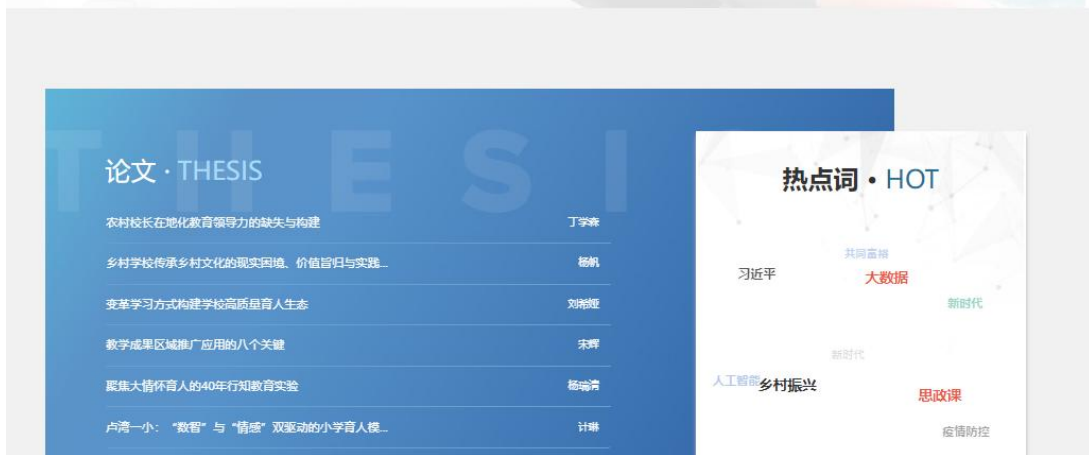 THESIS
论文 · THESIS
农村校长在地化教育领导力的缺失与构建 丁学森
乡村学校传承乡村文化的现实困境、价值旨归与实践... 杨帆
变革学习方式构建学校高质量育人生态 刘希娅
教学成果区域推广应用的八个关键 宋辉
聚集大情怀育人的40年行知教育实验 杨瑞清
卢湾一小：“数智”与“情感”双驱动的小学育人模... 计琳
热点词 • HOT
共同富裕
习近平
大数据
新时代
新时代
人工智能
乡村振兴
思政课
疫情防控